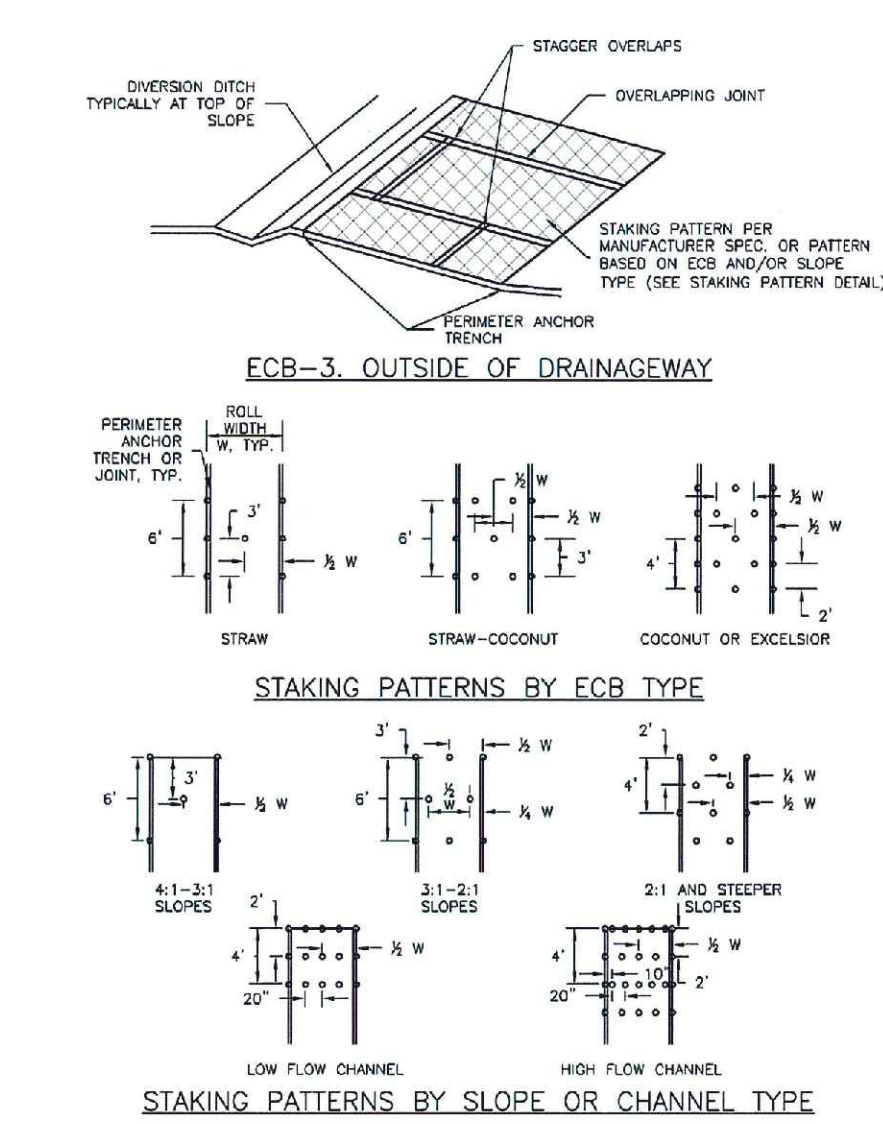 STAGGER OVERLAPS
DIVERSION DITCH
TYPICALLY AT TOP OF
SLOPE
OVERLAPPING JOINT
STAKING PATTERN PER
MANUFACTURER SPEC. OR PATTERN
BASED ON ECB AND/OR SLOPE
TYPE (SEE STAKING PATTERN DETAIL)
PERIMETER ANCHOR
TRENCH
ECB-3. OUTSIDE OF DRAINAGEWAY
PERIMETER
ANCHOR
TRENCH OR
JOINT, TYP.
ROLL
WIDTH
W, TYP.
3'
6'
½ W
STRAW
½ W
½ W
6'
3'
STRAW-COCONUT
½ W
½ W
4'
2'
COCONUT OR EXCELSIOR
STAKING PATTERNS BY ECB TYPE
3'
6'
½ W
4:1-3:1
SLOPES
3'
½ W
6'
½
W
¼ W
3:1-2:1
SLOPES
2'
¼ W
4'
½ W
2:1 AND STEEPER
SLOPES
2'
4'
½ W
20"
LOW FLOW CHANNEL
4'
½ W
10"
2'
20"
HIGH FLOW CHANNEL
STAKING PATTERNS BY SLOPE OR CHANNEL TYPE